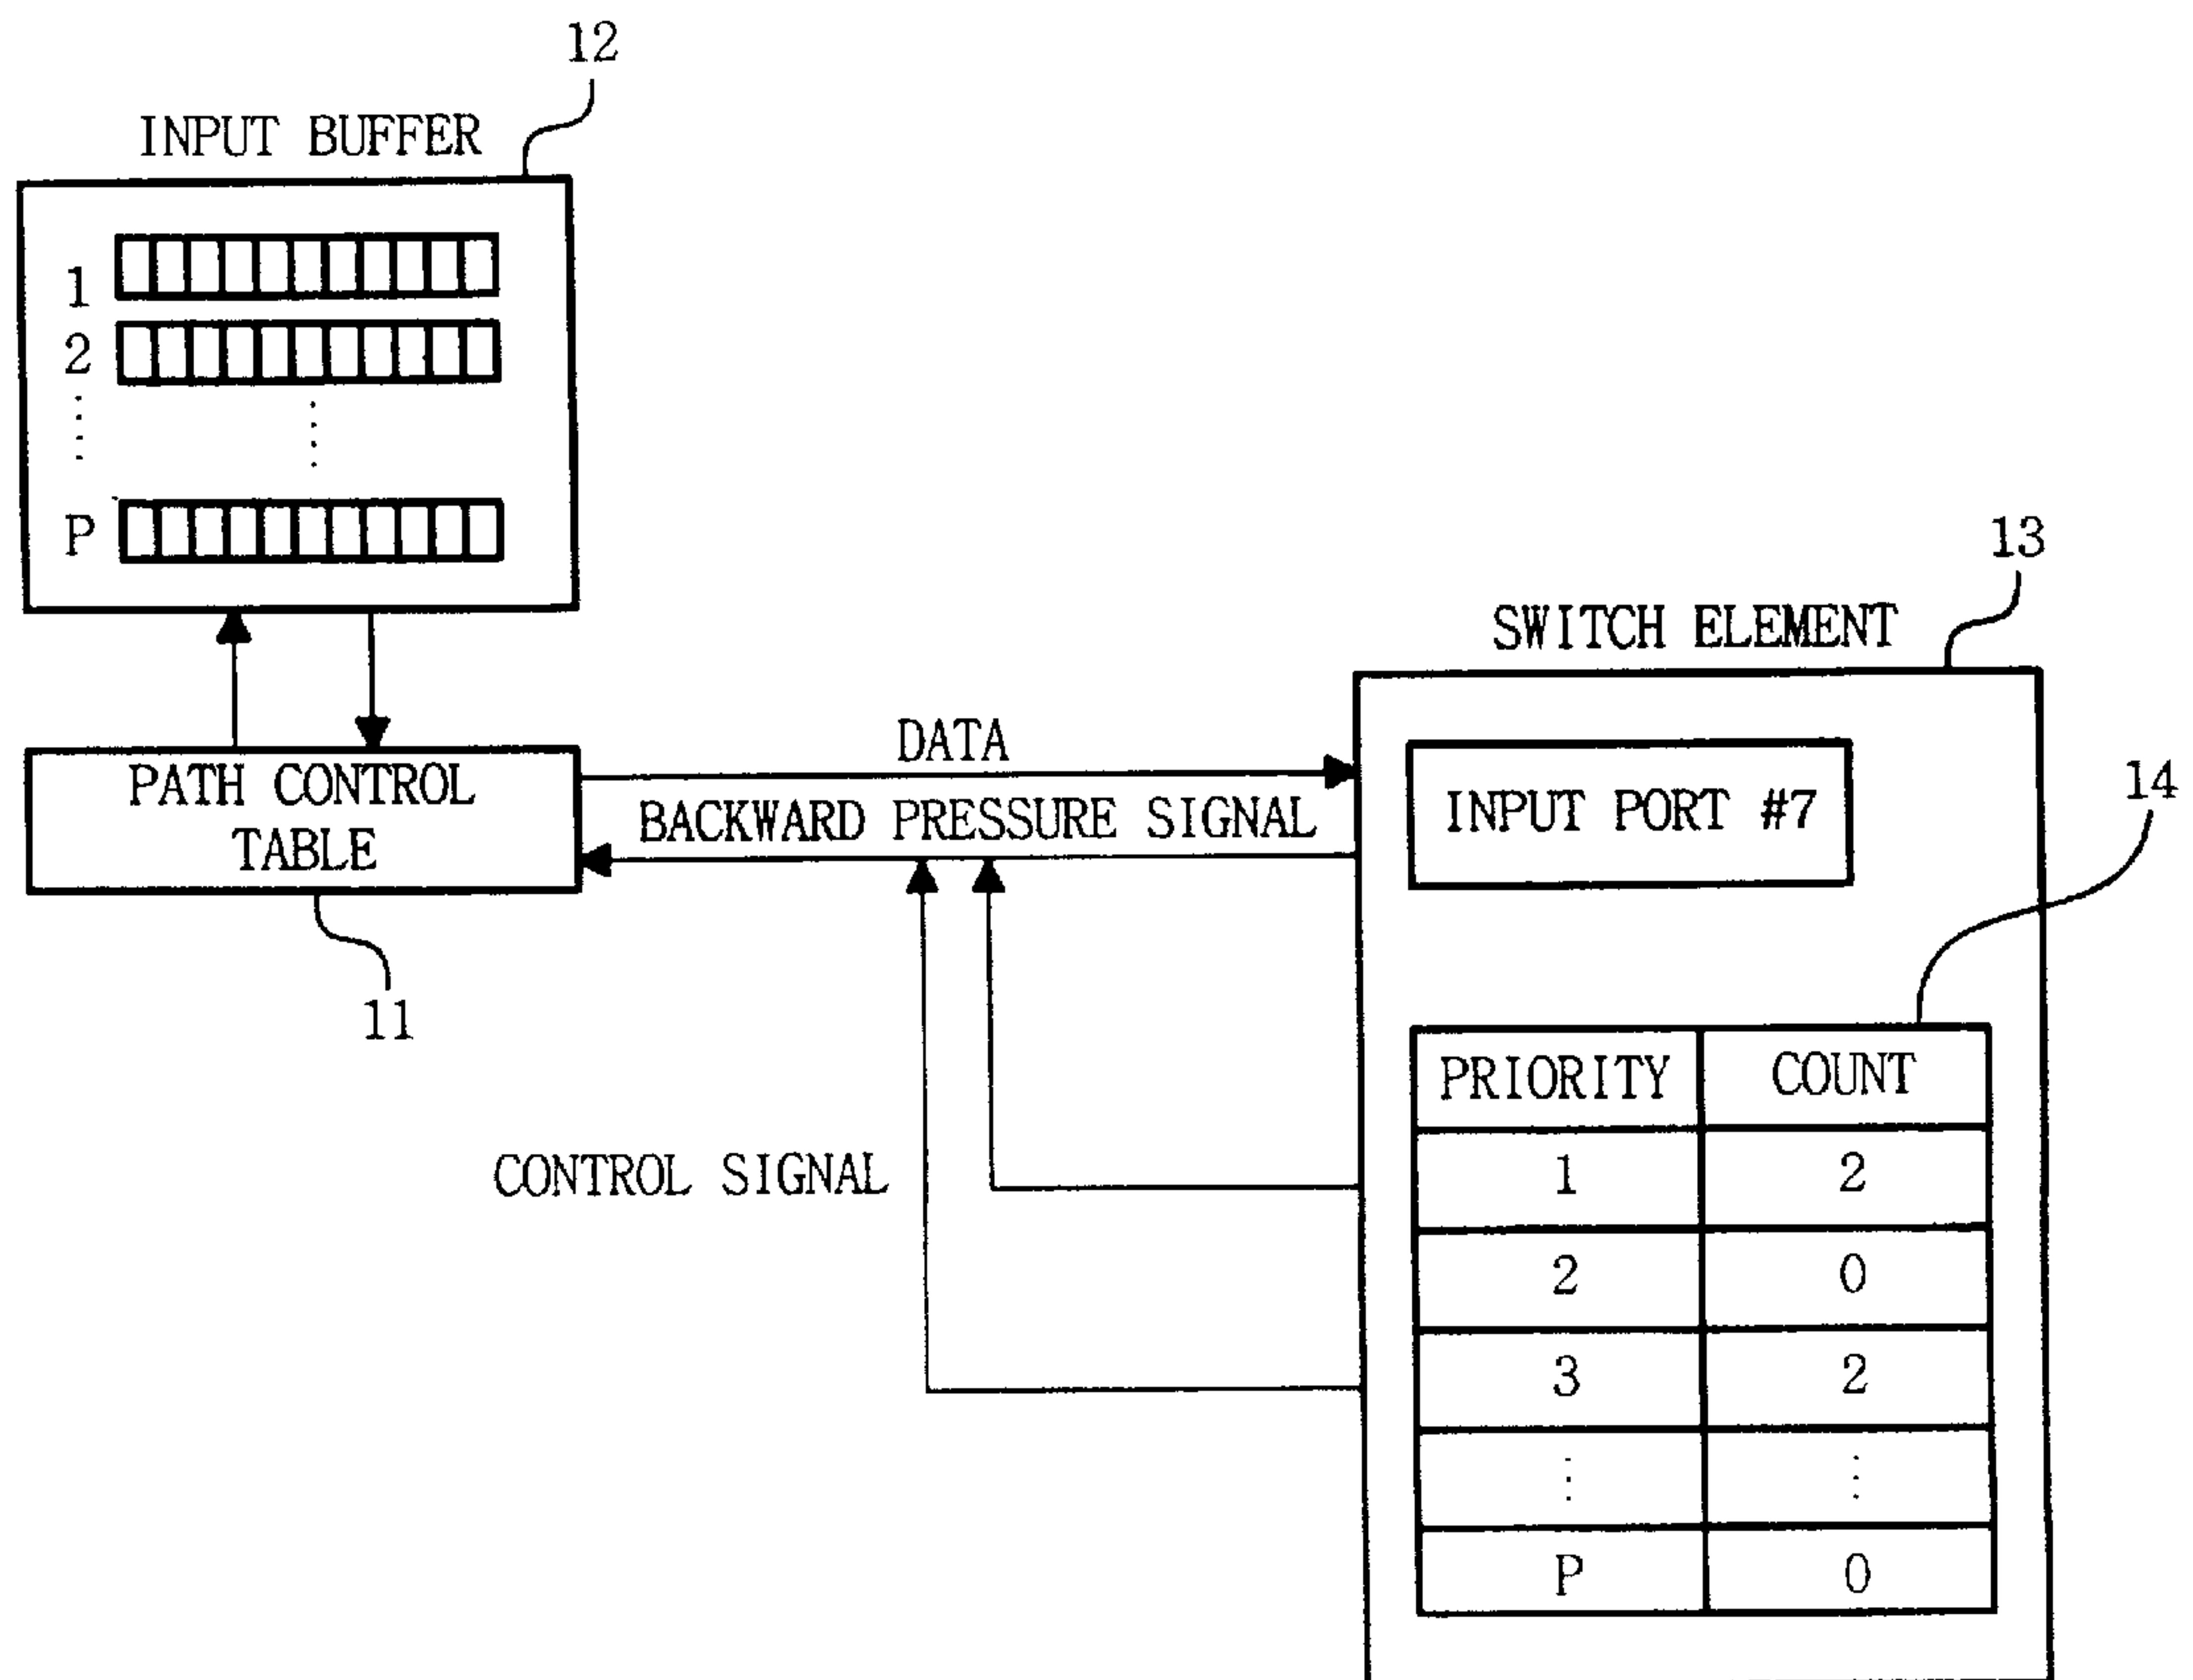 12
INPUT BUFFER
1
2
P
13
SWITCH ELEMENT
PATH CONTROL
TABLE
11
DATA
BACKWARD PRESSURE SIGNAL
INPUT PORT #7
14
CONTROL SIGNAL
PRIORITY COUNT
1 2
2 0
3 2
P 0